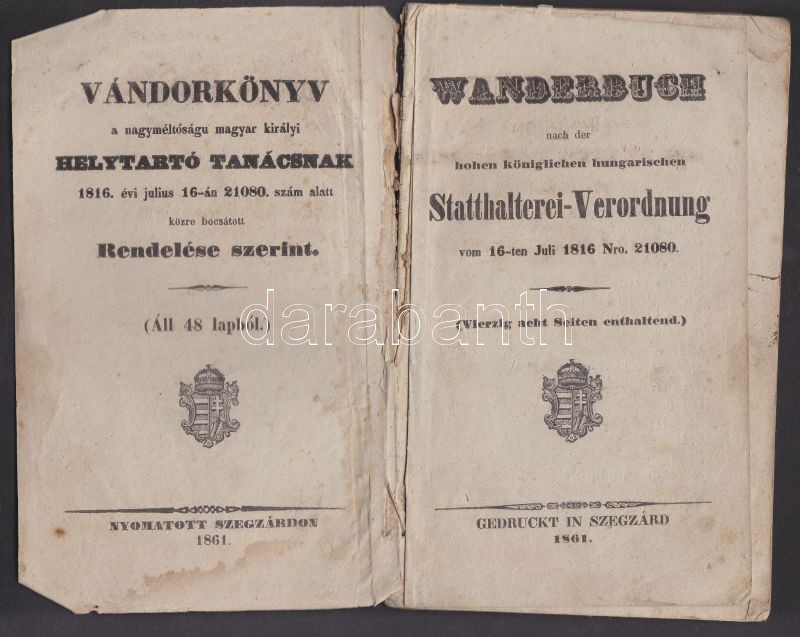 VÁNDORKÖNYV
a nagyméltóságu magyar királyi
HELYTARTÓ TANÁCSNAK
1816. évi julius 16-án 21080. szám alatt
közre bocsátott
Rendelése szerint.
(Áll 48 lapból.)
NYOMATOTT SZEGZÁRDON
1861.
WANDERBUCH
nach der
hohen königlichen hungarischen
Statthalterei-Verordnung
vom 16-ten Juli 1816 Nro. 21080.
(Vierzig acht Seiten enthaltend.)
GEDRUCKT IN SZEGZÁRD
1861.
darabanth